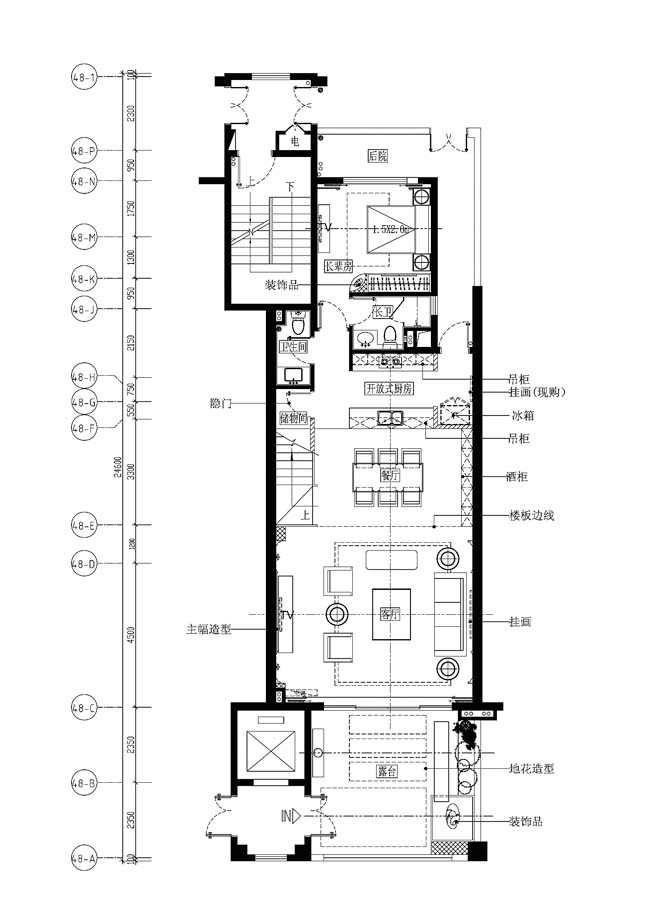 48-1
100
2300
电
48-P
950
后院
48-N
上
下
1750
TV
1.5X2.0m
48-M
1300
长辈房
48-K
装饰品
950
48-J
长卫
2150
卫生间
48-H
吊柜
750
开放式厨房
挂画(现购)
隐门
48-G
550
储物间
冰箱
48-F
吊柜
24600
3300
餐厅
酒柜
上
楼板边线
48-E
1200
48-D
TV
客厅
挂画
主幅造型
4500
48-C
2350
露台
地花造型
48-B
IN
装饰品
2350
48-A
100